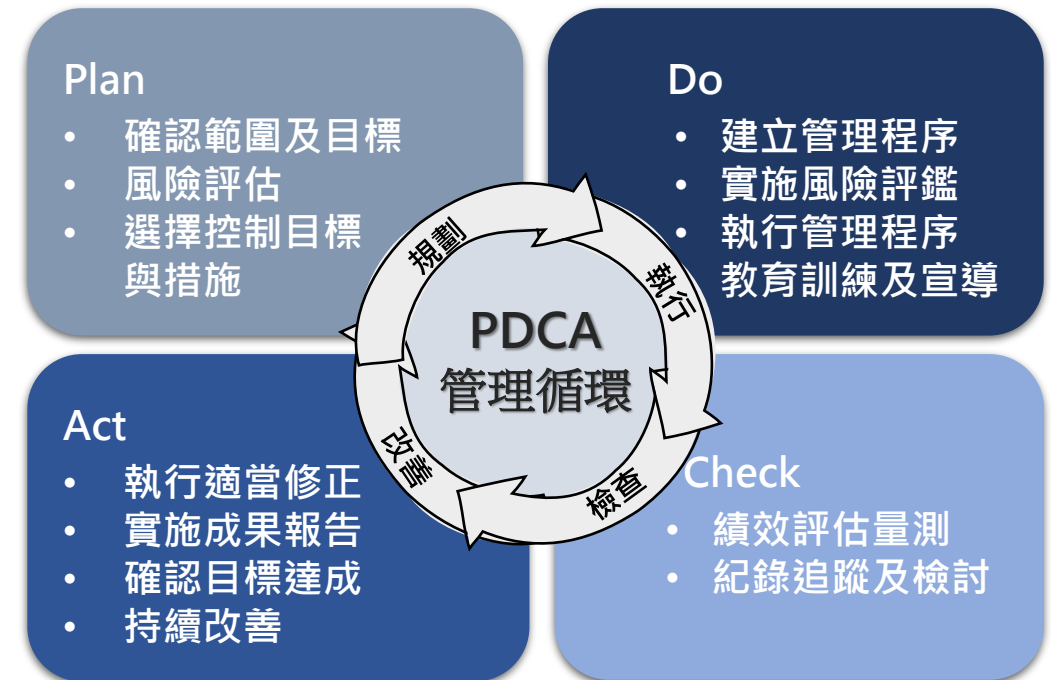 Plan
• 確認範圍及目標
• 風險評估
• 選擇控制目標
與措施
Do
• 建立管理程序
• 實施風險評鑑
• 執行管理程序
教育訓練及宣導
規劃
執行
PDCA
管理循環
改善
檢查
Act
• 執行適當修正
• 實施成果報告
• 確認目標達成
• 持續改善
Check
• 績效評估量測
• 紀錄追蹤及檢討